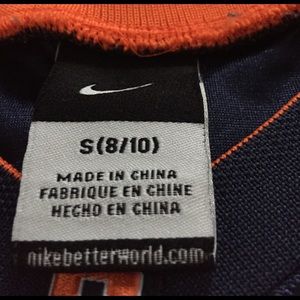 S(8/10)
MADE IN CHINA
FABRIQUE EN CHINE
HECHO EN CHINA
nikebetterworld.com